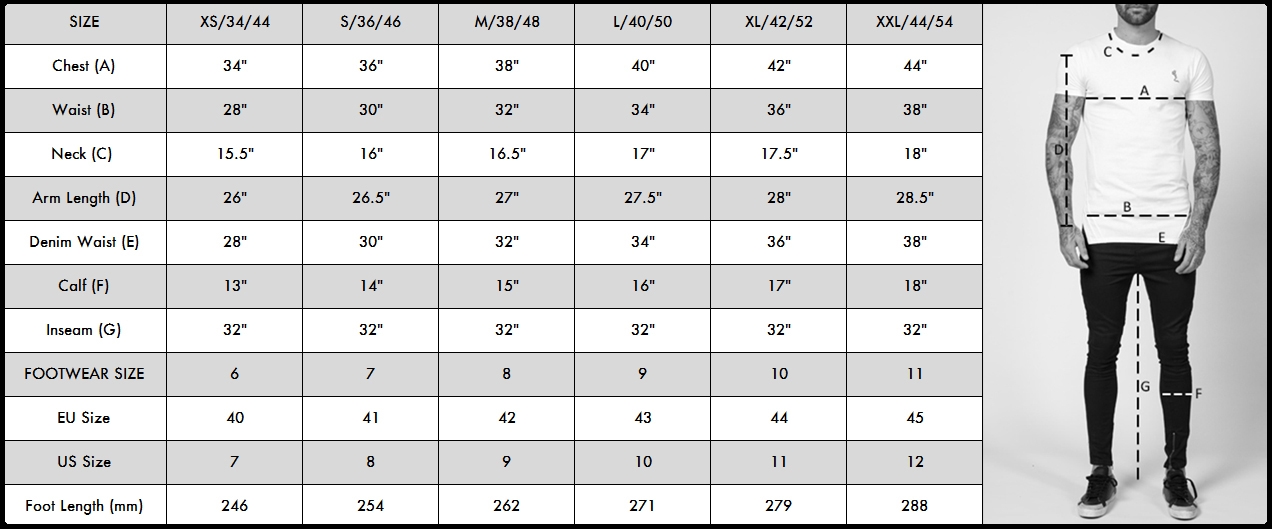 SIZE XS/34/44 S/36/46 M/38/48 L/40/50 XL/42/52 XXL/44/54
Chest (A) 34" 36" 38" 40" 42" 44"
Waist (B) 28" 30" 32" 34" 36" 38"
Neck (C) 15.5" 16" 16.5" 17" 17.5" 18"
Arm Length (D) 26" 26.5" 27" 27.5" 28" 28.5"
Denim Waist (E) 28" 30" 32" 34" 36" 38"
Calf (F) 13" 14" 15" 16" 17" 18"
Inseam (G) 32" 32" 32" 32" 32" 32"
FOOTWEAR SIZE 6 7 8 9 10 11
EU Size 40 41 42 43 44 45
US Size 7 8 9 10 11 12
Foot Length (mm) 246 254 262 271 279 288
C
A
D
B
E
G
F